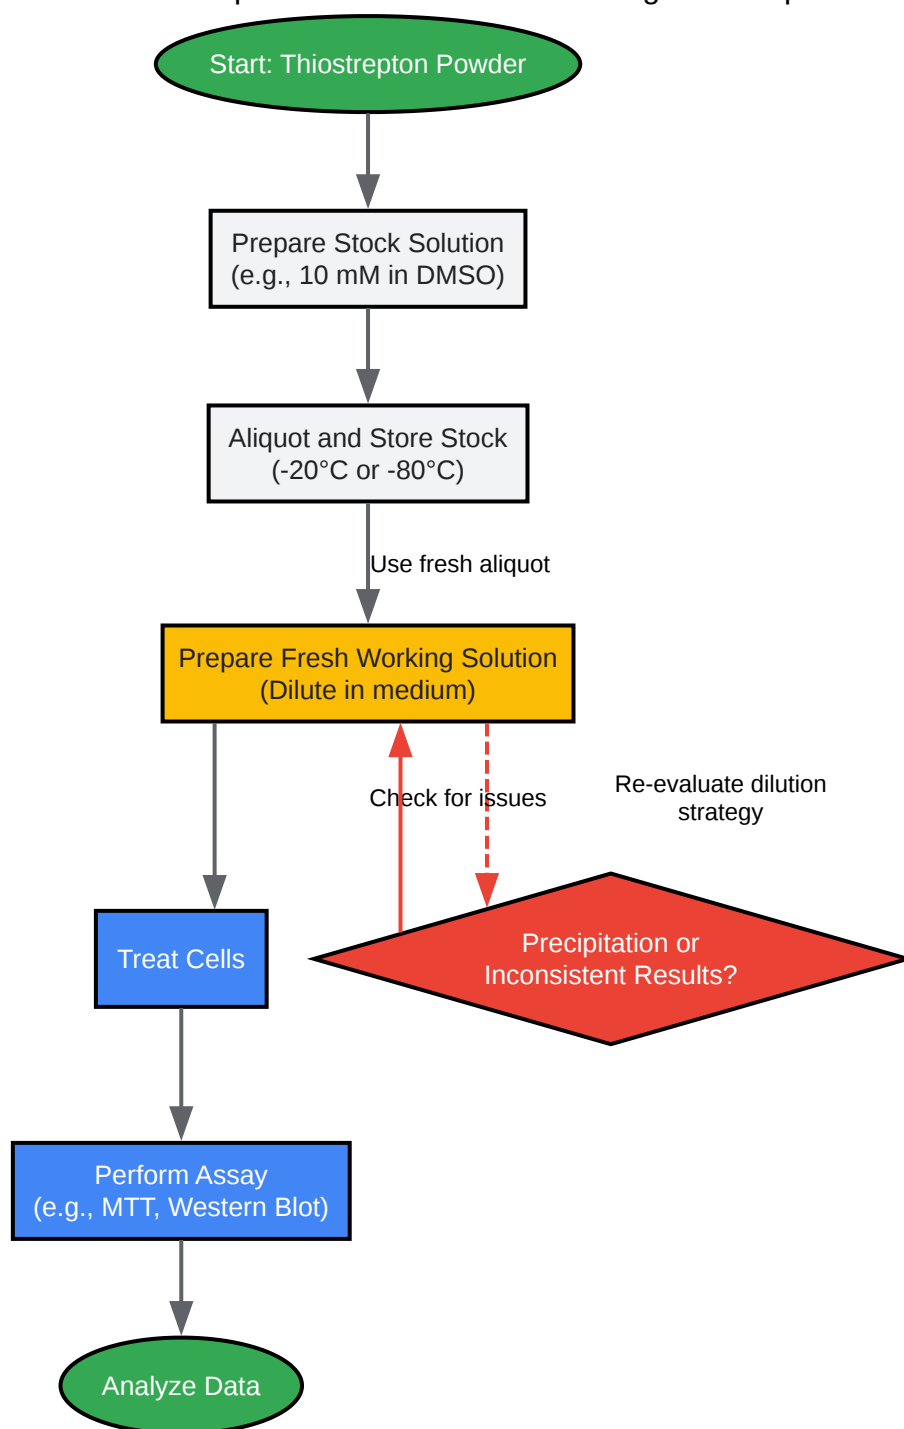 Start: Thiostrepton Powder
Prepare Stock Solution
(e.g., 10 mM in DMSO)
Aliquot and Store Stock
(-20°C or -80°C)
Use fresh aliquot
Prepare Fresh Working Solution
(Dilute in medium)
Check for issues
Re-evaluate dilution
strategy
Treat Cells
Precipitation or
Inconsistent Results?
Perform Assay
(e.g., MTT, Western Blot)
Analyze Data